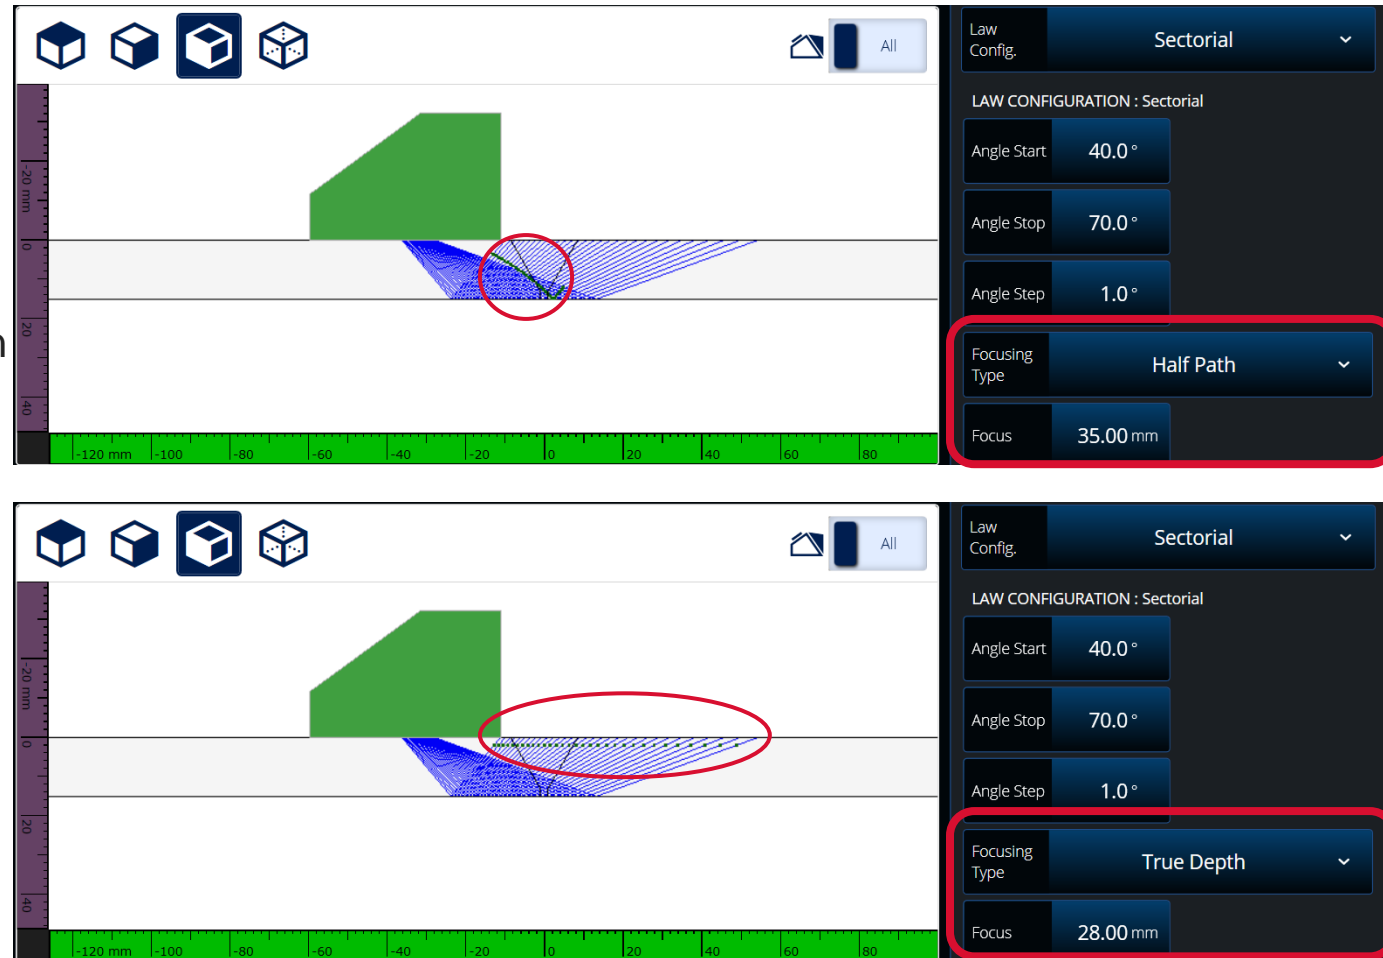 All
Law
Config.
Sectorial
LAW CONFIGURATION : Sectorial
Angle Start
40.0 °
Angle Stop
70.0 °
Angle Step
1.0 °
Focusing
Type
Half Path
Focus
35.00 mm
-20 mm
0
20
40
-120 mm -100 -80 -60 -40 -20 0 20 40 60 80
All
Law
Config.
Sectorial
LAW CONFIGURATION : Sectorial
Angle Start
40.0 °
Angle Stop
70.0 °
Angle Step
1.0 °
Focusing
Type
True Depth
Focus
28.00 mm
-20 mm
0
20
40
-120 mm -100 -80 -60 -40 -20 0 20 40 60 80